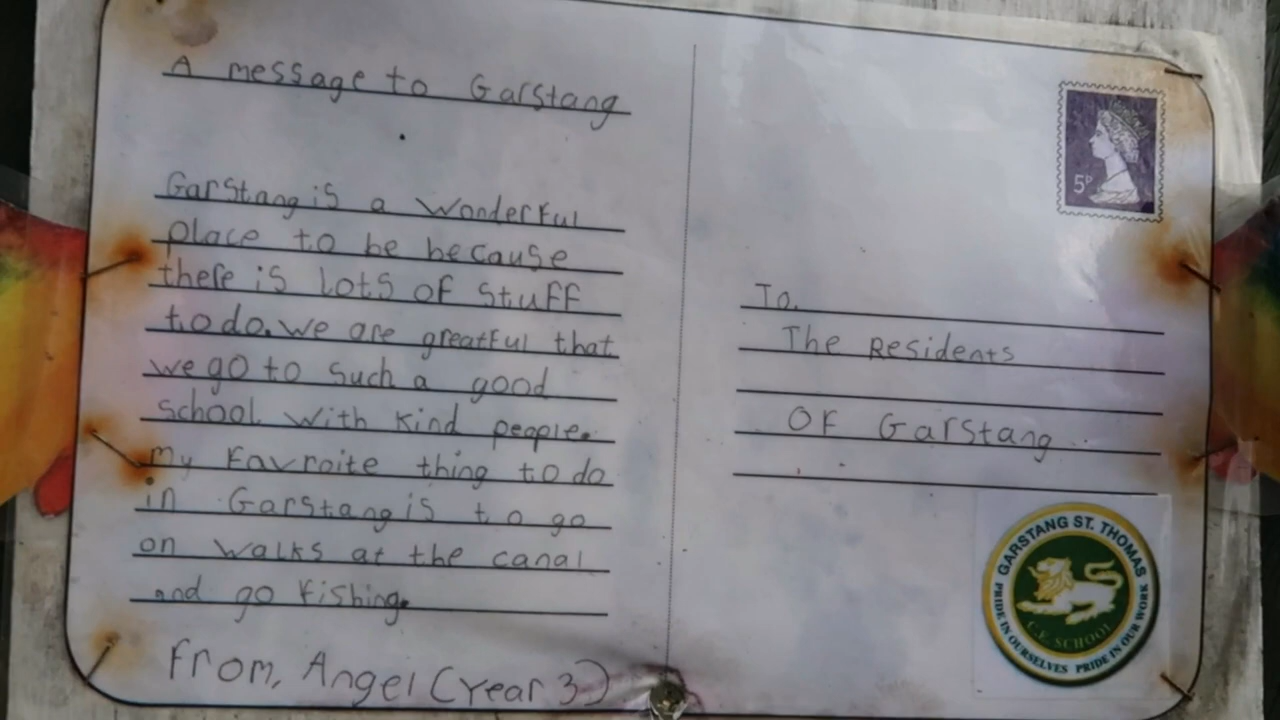 A message to Garstang
Garstang is a wonderful
place to be because
there is lots of stuff
to do. we are greatful that
we go to such a good
school with kind people.
my favroite thing to do
in Garstang is to go
on walks at the canal
and go fishing.
From, Angel (Year 3)
5P
To,
The Residents
OF Garstang
GARSTANG ST. THOMAS
C.E. SCHOOL
PRIDE IN OURSELVES PRIDE IN OUR WORK